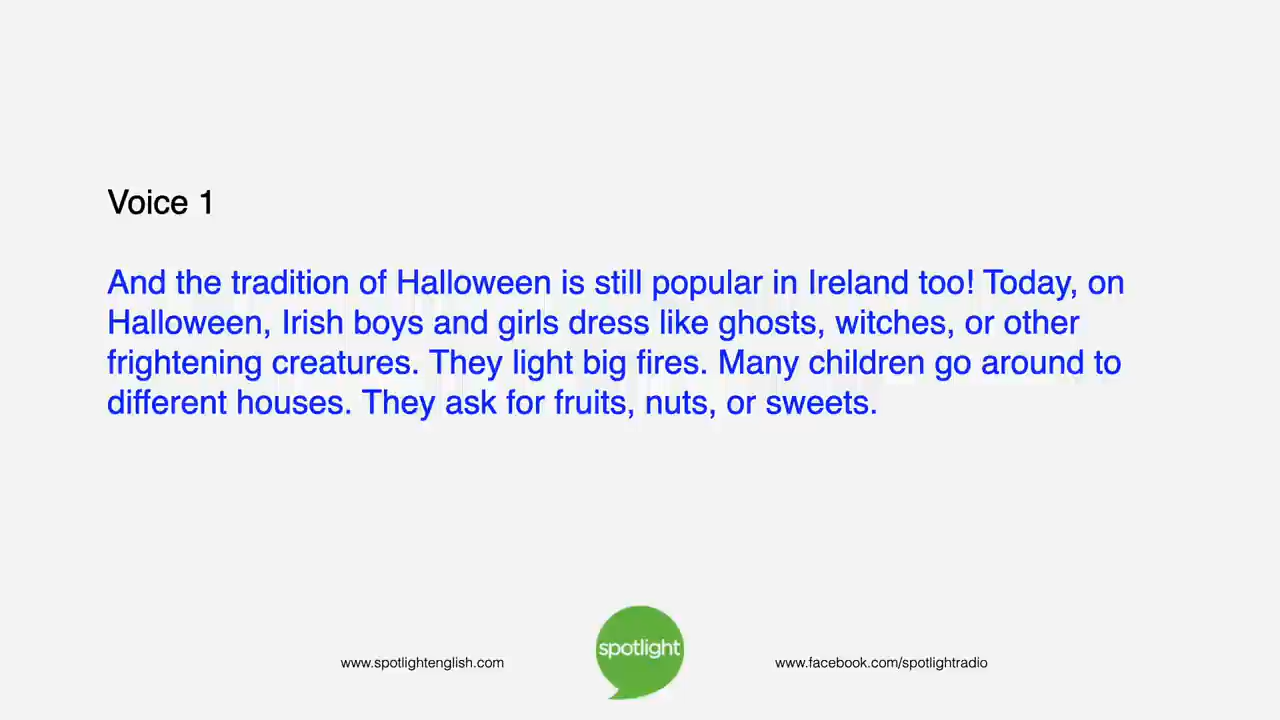 Voice 1
And the tradition of Halloween is still popular in Ireland too! Today, on
Halloween, Irish boys and girls dress like ghosts, witches, or other
frightening creatures. They light big fires. Many children go around to
different houses. They ask for fruits, nuts, or sweets.
spotlight
www.spotlightenglish.com
www.facebook.com/spotlightradio